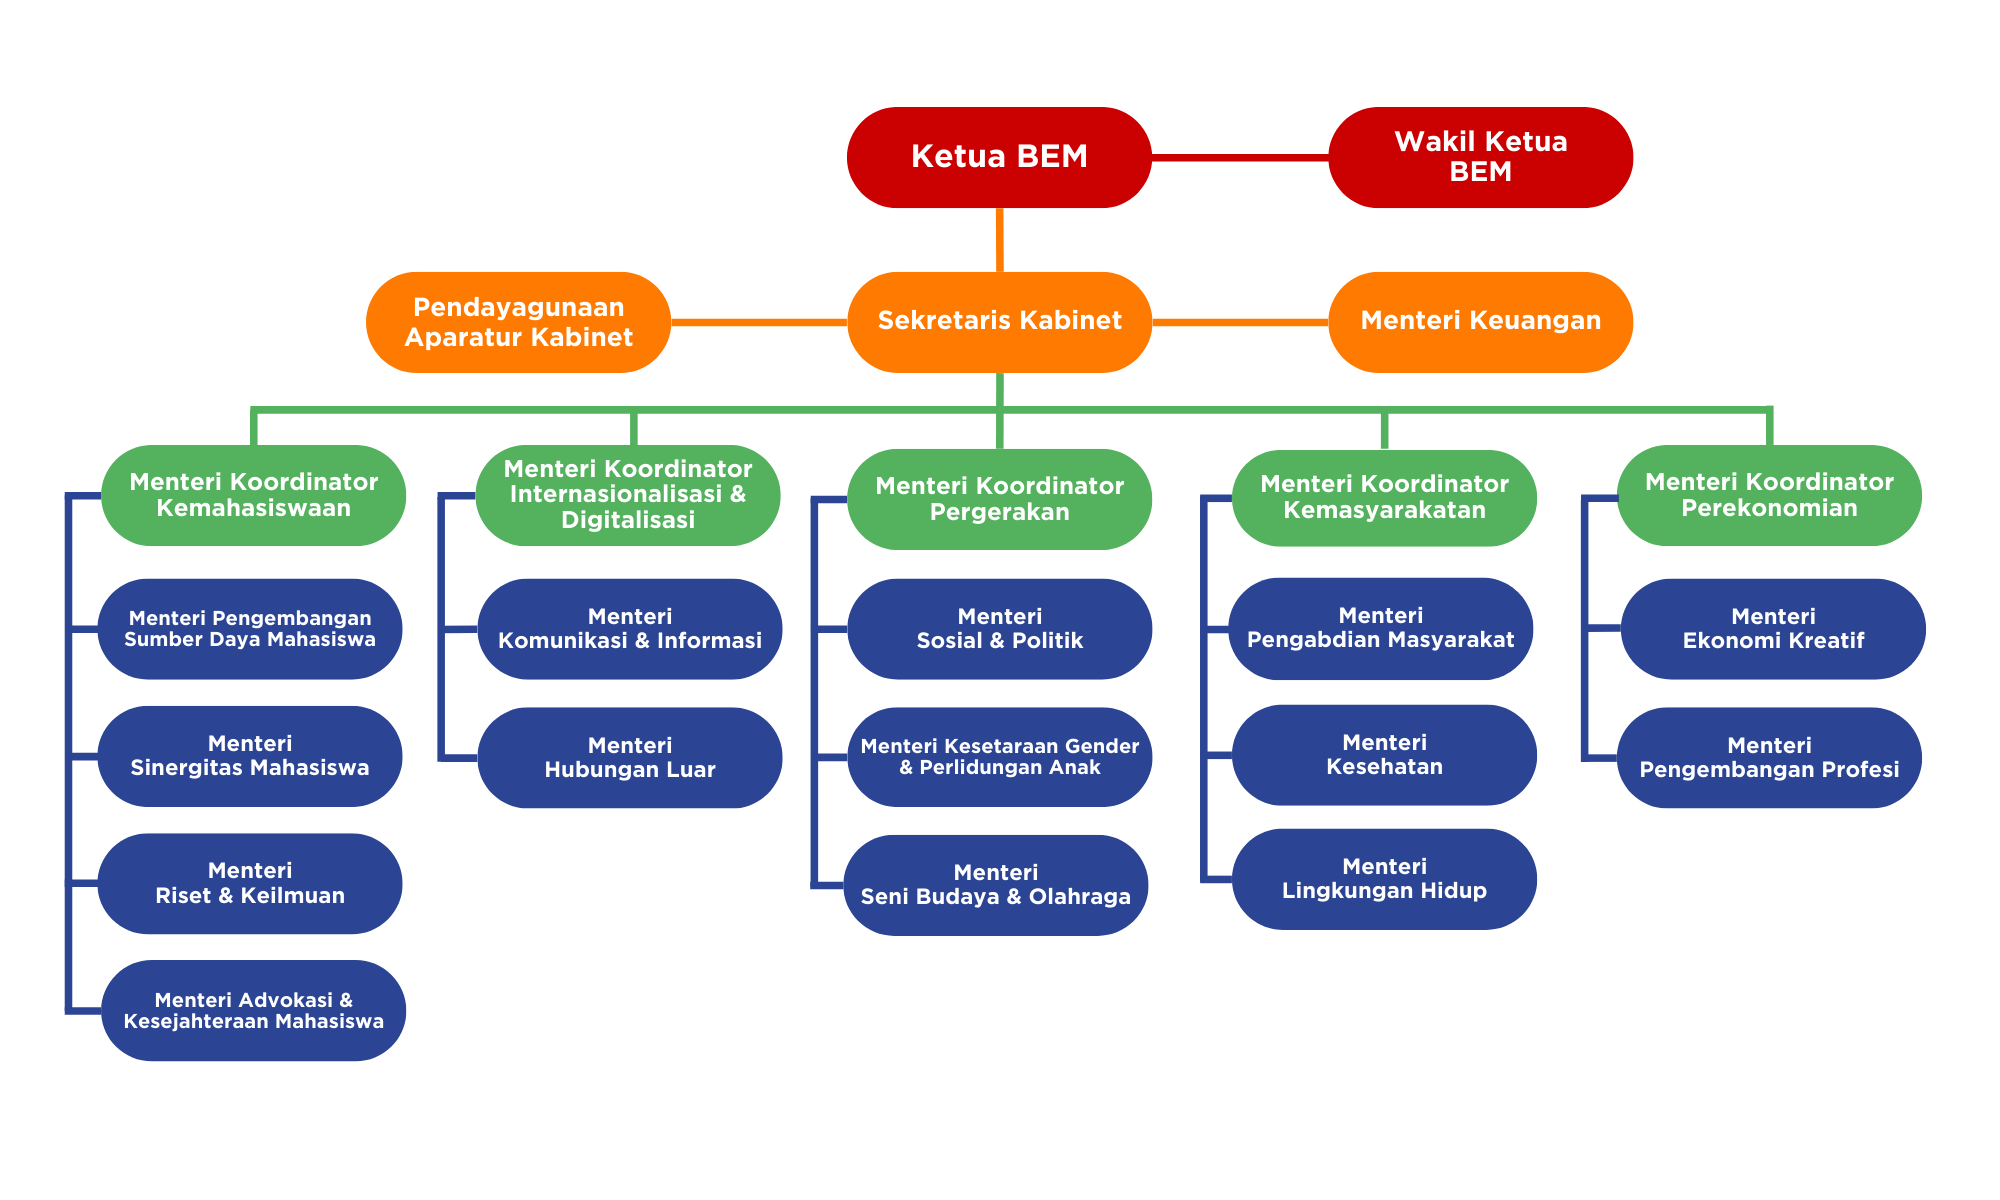 Ketua BEM
Wakil Ketua
BEM
Pendayagunaan
Aparatur Kabinet
Sekretaris Kabinet
Menteri Keuangan
Menteri Koordinator
Kemahasiswaan
Menteri Koordinator
Internasionalisasi &
Digitalisasi
Menteri Koordinator
Pergerakan
Menteri Koordinator
Kemasyarakatan
Menteri Koordinator
Perekonomian
Menteri Pengembangan
Sumber Daya Mahasiswa
Menteri
Komunikasi & Informasi
Menteri
Sosial & Politik
Menteri
Pengabdian Masyarakat
Menteri
Ekonomi Kreatif
Menteri
Sinergitas Mahasiswa
Menteri
Hubungan Luar
Menteri Kesetaraan Gender
& Perlidungan Anak
Menteri
Kesehatan
Menteri
Pengembangan Profesi
Menteri
Riset & Keilmuan
Menteri
Seni Budaya & Olahraga
Menteri
Lingkungan Hidup
Menteri Advokasi &
Kesejahteraan Mahasiswa